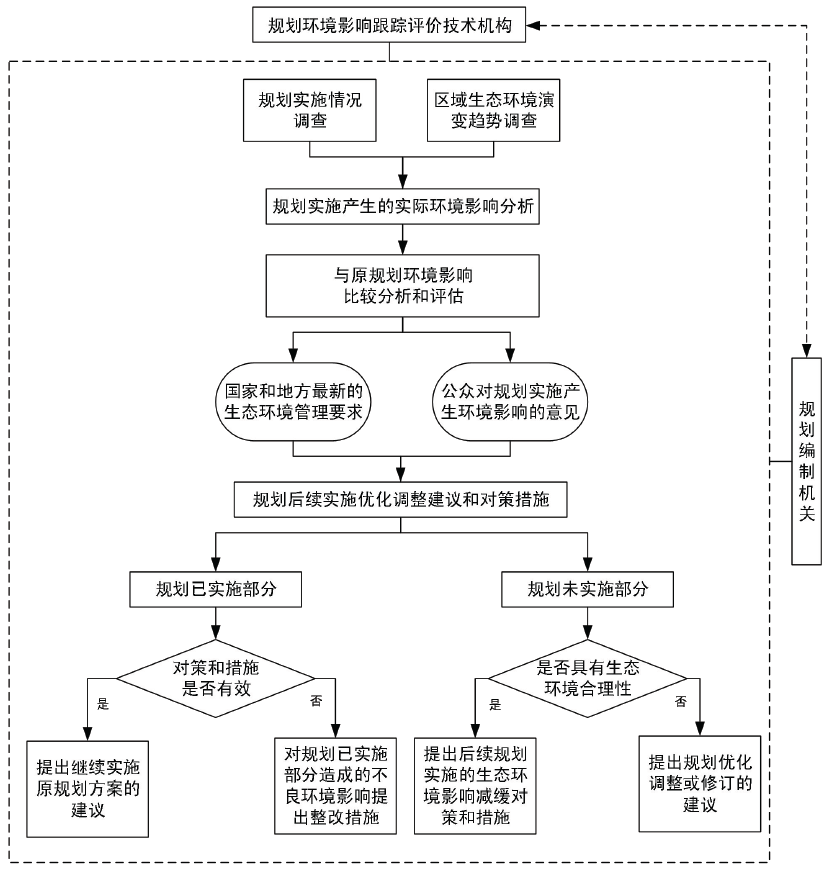 规划环境影响跟踪评价技术机构
规划实施情况
调查
区域生态环境演
变趋势调查
规划实施产生的实际环境影响分析
与原规划环境影响
比较分析和评估
国家和地方最新的
生态环境管理要求
公众对规划实施产
生环境影响的意见
规
划
编
制
机
关
规划后续实施优化调整建议和对策措施
规划已实施部分
规划未实施部分
对策和措施
是否有效
是否具有生态
环境合理性
是
否
是
否
提出继续实施
原规划方案的
建议
对规划已实施
部分造成的不
良环境影响提
出整改措施
提出后续规划
实施的生态环
境影响减缓对
策和措施
提出规划优化
调整或修订的
建议